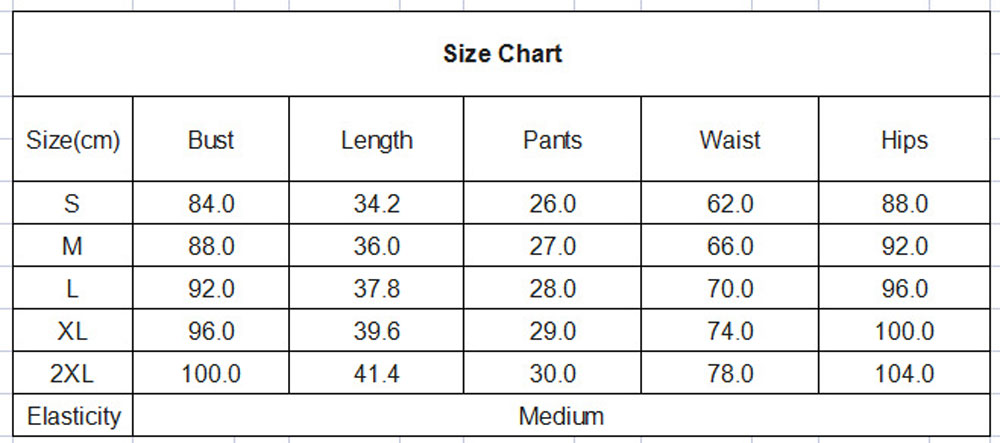 Size Chart
Size(cm) Bust Length Pants Waist Hips
S 84.0 34.2 26.0 62.0 88.0
M 88.0 36.0 27.0 66.0 92.0
L 92.0 37.8 28.0 70.0 96.0
XL 96.0 39.6 29.0 74.0 100.0
2XL 100.0 41.4 30.0 78.0 104.0
Elasticity Medium